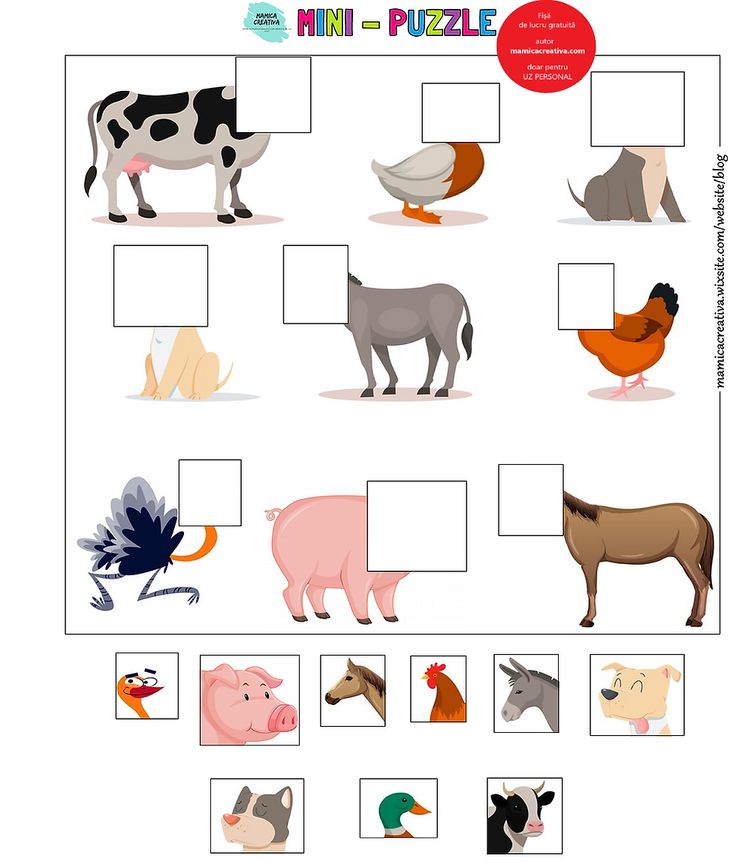 MAMICA
CREATIVA
MINI - PUZZLE
Fișă
de lucru gratuită
autor
mamicacreativa.com
doar pentru
UZ PERSONAL
mamicacreativa.wixsite.com/website/blog